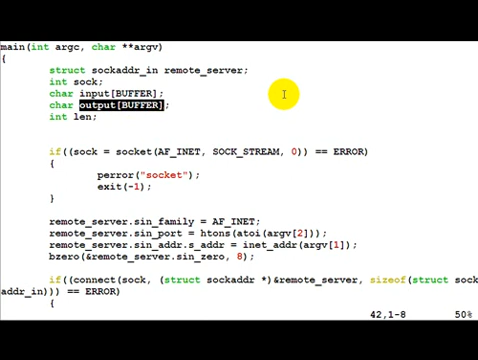 main(int argc, char **argv)
{
struct sockaddr_in remote_server;
int sock;
char input[BUFFER];
char output[BUFFER];
int len;
if((sock = socket(AF_INET, SOCK_STREAM, 0)) == ERROR)
{
perror("socket");
exit(-1);
}
remote_server.sin_family = AF_INET;
remote_server.sin_port = htons(atoi(argv[2]));
remote_server.sin_addr.s_addr = inet_addr(argv[1]);
bzero(&remote_server.sin_zero, 8);
if((connect(sock, (struct sockaddr *)&remote_server, sizeof(struct sock
addr_in))) == ERROR)
{
42,1-8 50%